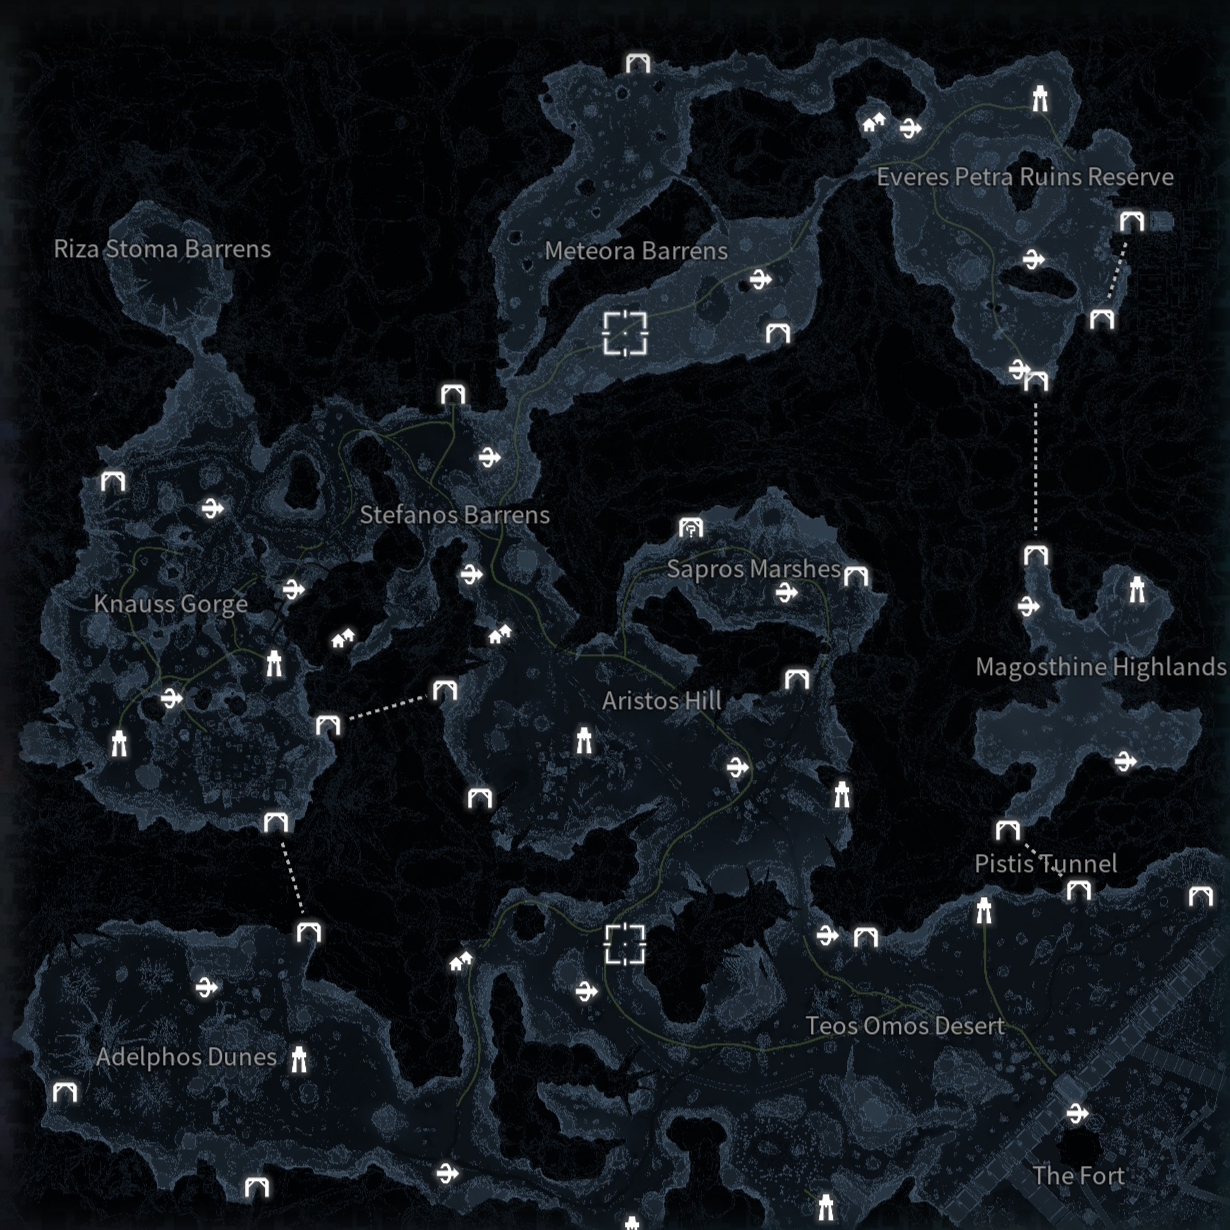 Everes Petra Ruins Reserve
Riza Stoma Barrens
Meteora Barrens
Stefanos Barrens
Sapros Marshes
Knauss Gorge
Magosthine Highlands
Aristos Hill
Pistis Tunnel
Teos Omos Desert
Adelphos Dunes
The Fort